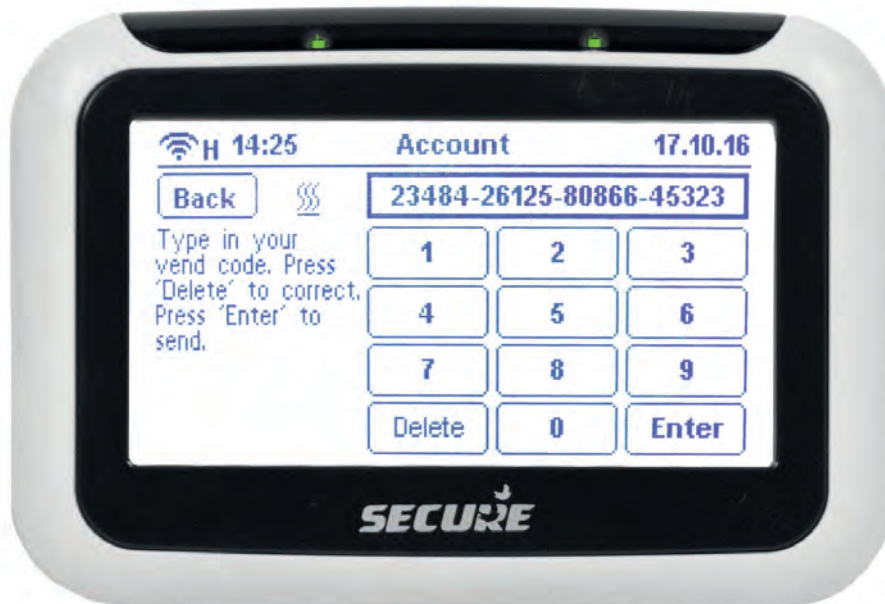 H 14:25 Account 17.10.16
Back 23484-26125-80866-45323
Type in your
vend code. Press
'Delete' to correct.
Press 'Enter' to
send.
1 2 3
4 5 6
7 8 9
Delete 0 Enter
SECURE